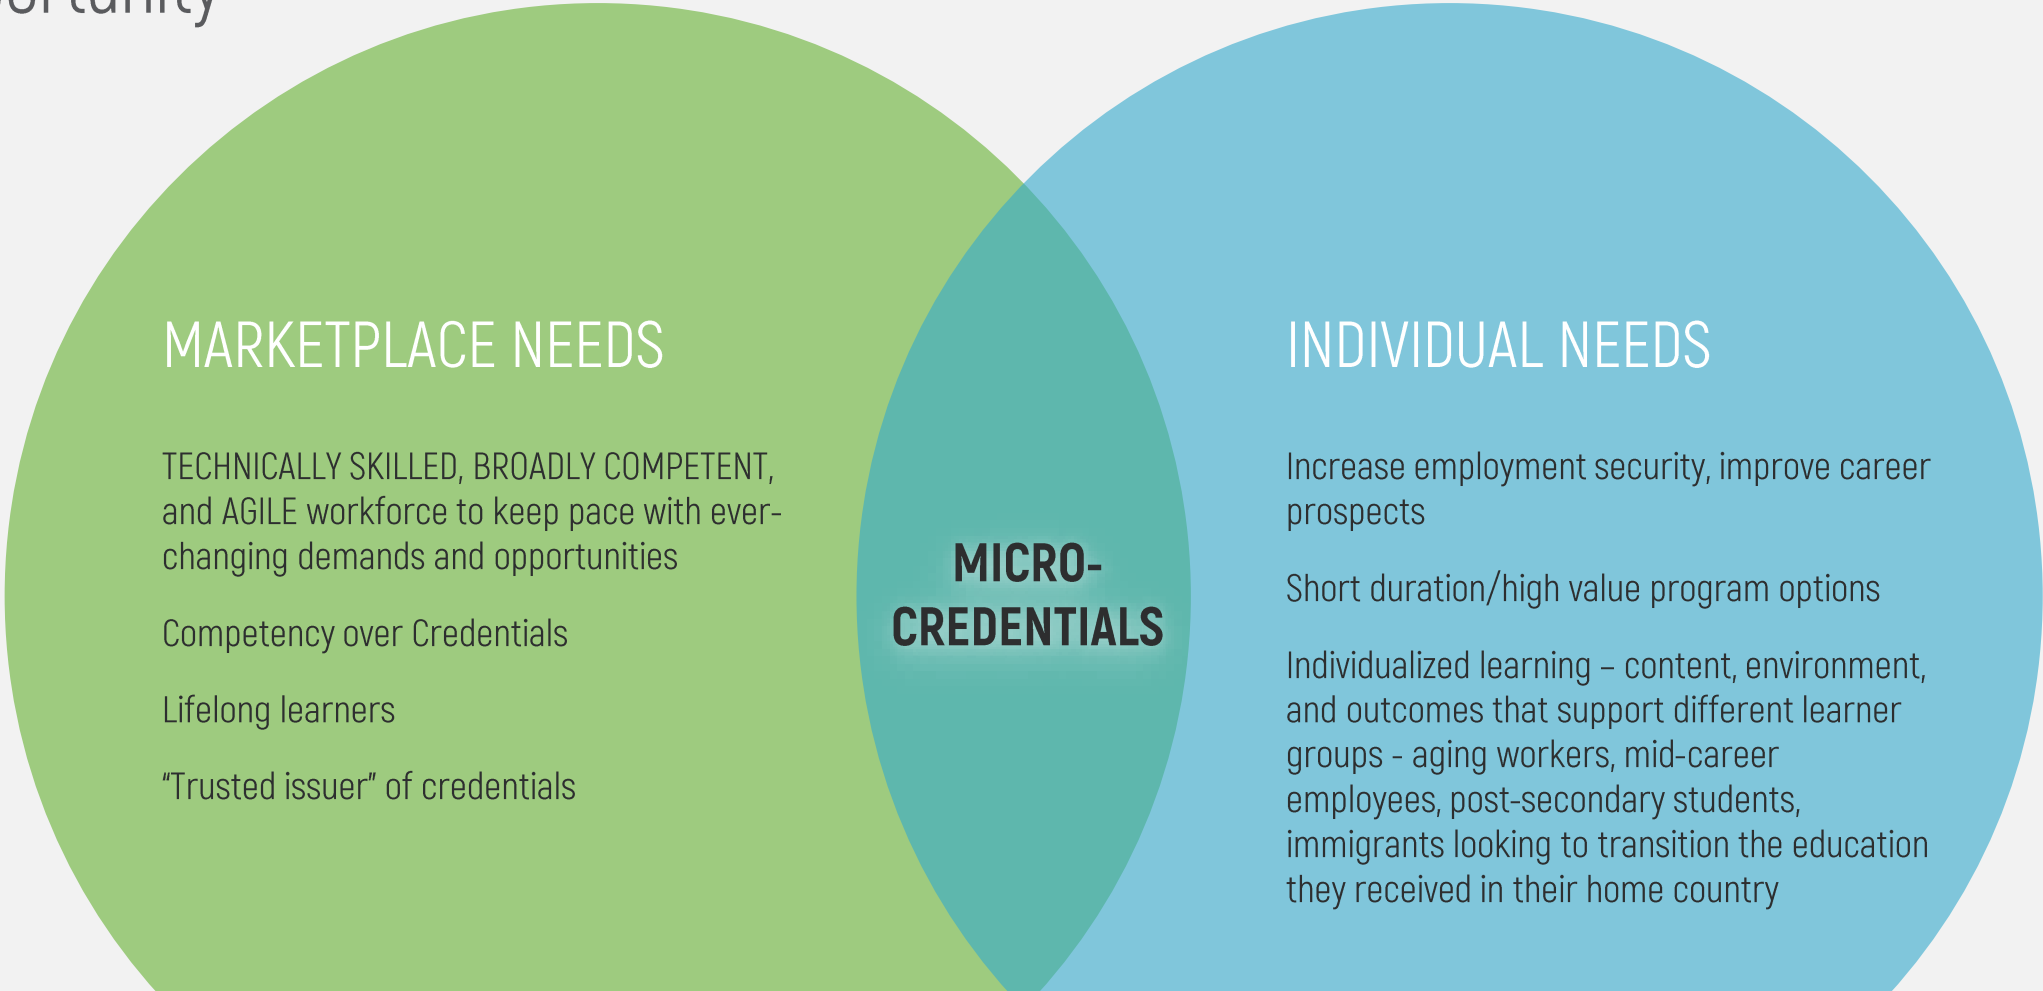 MARKETPLACE NEEDS
TECHNICALLY SKILLED, BROADLY COMPETENT,
and AGILE workforce to keep pace with ever-
changing demands and opportunities
Competency over Credentials
Lifelong learners
“Trusted issuer” of credentials
MICRO-
CREDENTIALS
INDIVIDUAL NEEDS
Increase employment security, improve career
prospects
Short duration/high value program options
Individualized learning – content, environment,
and outcomes that support different learner
groups - aging workers, mid-career
employees, post-secondary students,
immigrants looking to transition the education
they received in their home country